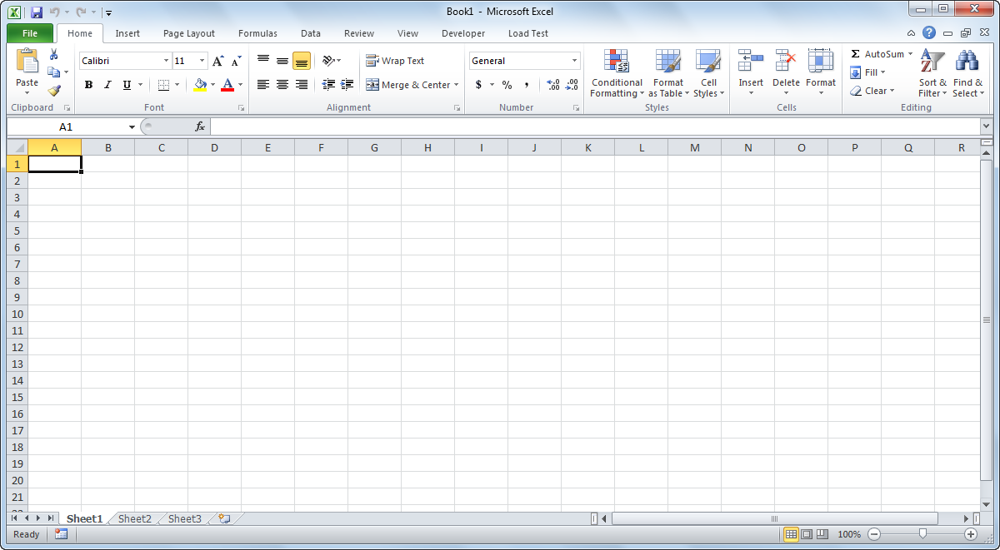 Book1 - Microsoft Excel
File Home Insert Page Layout Formulas Data Review View Developer Load Test
Calibri 11 Wrap Text General Σ AutoSum
Paste Conditional Formatting Format as Table Cell Styles Insert Delete Format Fill Sort & Filter Find & Select
B I U A Merge & Center $ % , .00 .0 Clear
Clipboard Font Alignment Number Styles Cells Editing
A1 fx
A B C D E F G H I J K L M N O P Q R
1
2
3
4
5
6
7
8
9
10
11
12
13
14
15
16
17
18
19
20
21
Sheet1 Sheet2 Sheet3
Ready 100%